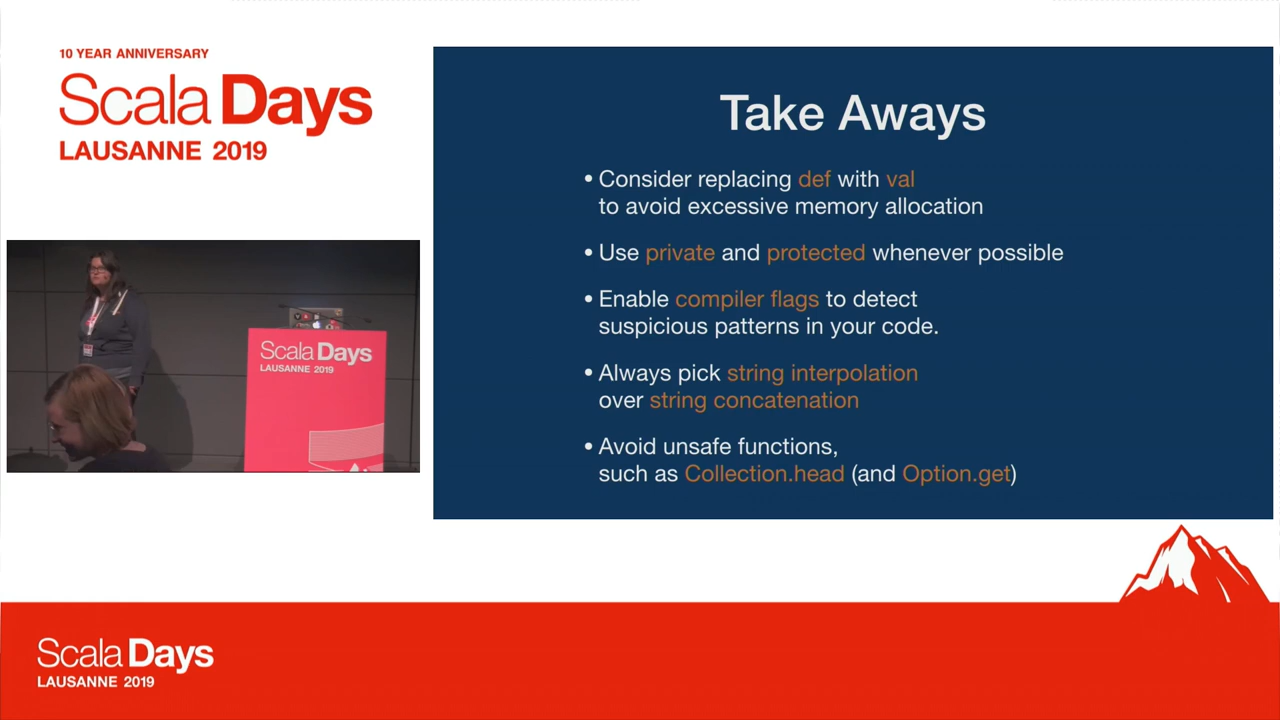 10 YEAR ANNIVERSARY
Scala Days
LAUSANNE 2019
Take Aways
• Consider replacing def with val
to avoid excessive memory allocation
• Use private and protected whenever possible
• Enable compiler flags to detect
suspicious patterns in your code.
• Always pick string interpolation
over string concatenation
• Avoid unsafe functions,
such as Collection.head (and Option.get)
Scala Days
LAUSANNE 2019
Scala Days
LAUSANNE 2019